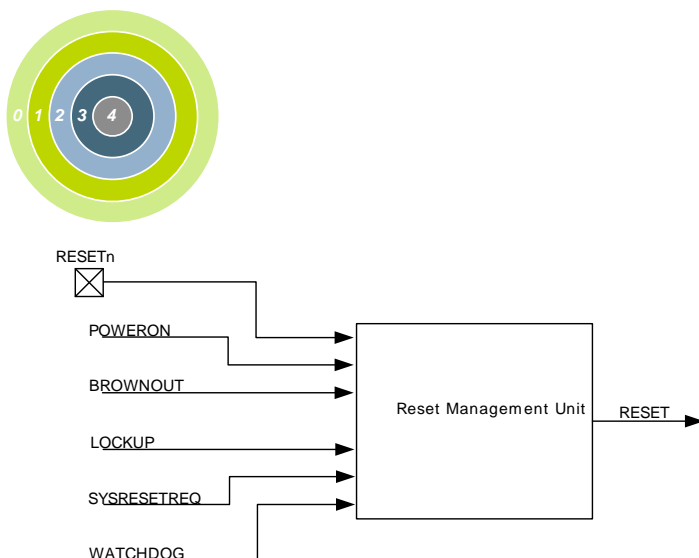 0 1 2 3 4
RESETn
POWERON
BROWNOUT
LOCKUP
SYSRESETREQ
WATCHDOG
Reset Management Unit
RESET